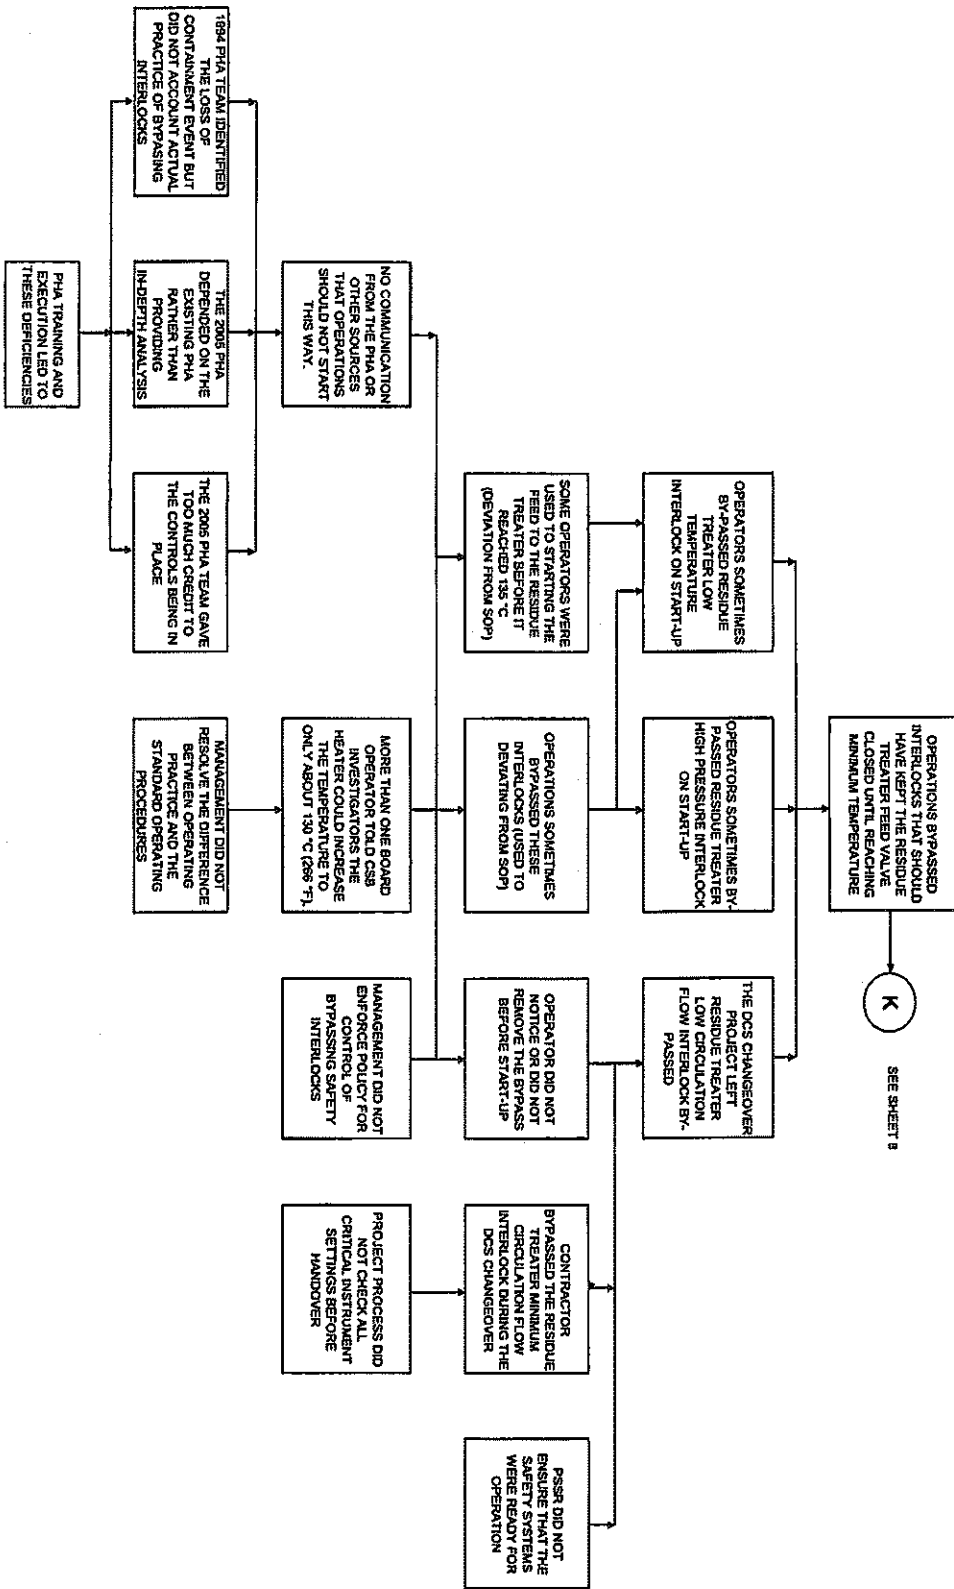 OPERATIONS BYPASSED
INTERLOCKS THAT SHOULD
HAVE KEPT THE RESIDUE
TREATER FEED VALVE
CLOSED UNTIL REACHING
MINIMUM TEMPERATURE
K
SEE SHEET 8
OPERATORS SOMETIMES
BY-PASSED RESIDUE
TREATER LOW
TEMPERATURE
INTERLOCK ON START-UP
OPERATORS SOMETIMES BY-
PASSED RESIDUE TREATER
HIGH PRESSURE INTERLOCK
ON START-UP
THE DCS CHANGEOVER
PROJECT LEFT
RESIDUE TREATER
LOW CIRCULATION
FLOW INTERLOCK BY-
PASSED
SOME OPERATORS WERE
USED TO STARTING THE
FEED TO THE RESIDUE
TREATER BEFORE IT
REACHED 135 °C
(DEVIATION FROM SOP)
OPERATIONS SOMETIMES
BYPASSED THESE
INTERLOCKS (USED TO
DEVIATING FROM SOP)
OPERATOR DID NOT
NOTICE OR DID NOT
REMOVE THE BYPASS
BEFORE START-UP
CONTRACTOR
BYPASSED THE RESIDUE
TREATER MINIMUM
CIRCULATION FLOW
INTERLOCK DURING THE
DCS CHANGEOVER
PSSR DID NOT
ENSURE THAT THE
SAFETY SYSTEMS
WERE READY FOR
OPERATION
NO COMMUNICATION
FROM THE PHA OR
OTHER SOURCES
THAT OPERATIONS
SHOULD NOT START
THIS WAY.
MORE THAN ONE BOARD
OPERATOR TOLD CSB
INVESTIGATORS THE
HEATER COULD INCREASE
THE TEMPERATURE TO
ONLY ABOUT 130 °C (266 °F).
MANAGEMENT DID NOT
ENFORCE POLICY FOR
CONTROL OF
BYPASSING SAFETY
INTERLOCKS
PROJECT PROCESS DID
NOT CHECK ALL
CRITICAL INSTRUMENT
SETTINGS BEFORE
HANDOVER
1994 PHA TEAM IDENTIFIED
THE LOSS OF
CONTAINMENT EVENT BUT
DID NOT ACCOUNT ACTUAL
PRACTICE OF BYPASING
INTERLOCKS
THE 2005 PHA
DEPENDED ON THE
EXISTING PHA
RATHER THAN
PROVIDING
IN-DEPTH ANALYSIS
THE 2005 PHA TEAM GAVE
TOO MUCH CREDIT TO
THE CONTROLS BEING IN
PLACE
MANAGEMENT DID NOT
RESOLVE THE DIFFERENCE
BETWEEN OPERATING
PRACTICE AND THE
STANDARD OPERATING
PROCEDURES
PHA TRAINING AND
EXECUTION LED TO
THESE DEFICIENCIES